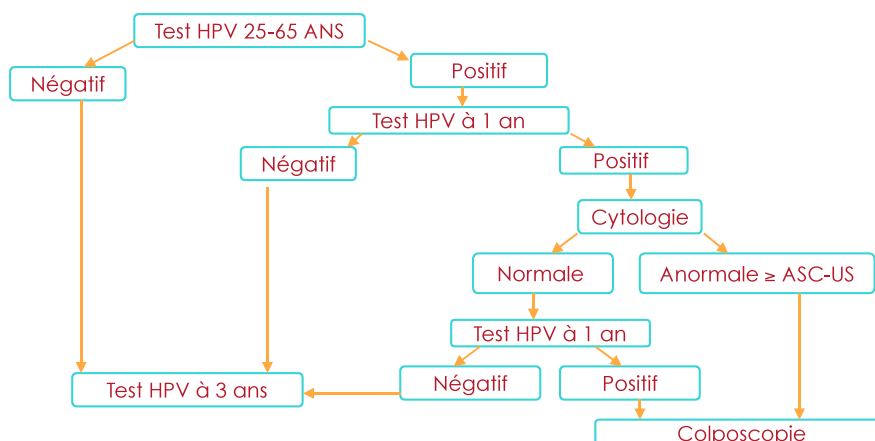 Test HPV 25-65 ANS
Négatif
Positif
Test HPV à 1 an
Négatif
Positif
Cytologie
Normale
Anormale ≥ ASC-US
Test HPV à 1 an
Test HPV à 3 ans
Négatif
Positif
Colposcopie